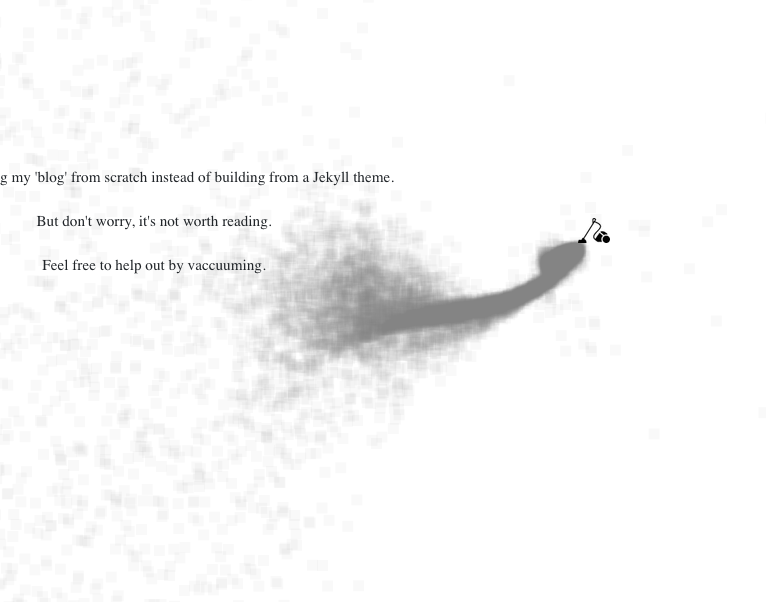 g my 'blog' from scratch instead of building from a Jekyll theme.
But don't worry, it's not worth reading.
Feel free to help out by vaccuuming.